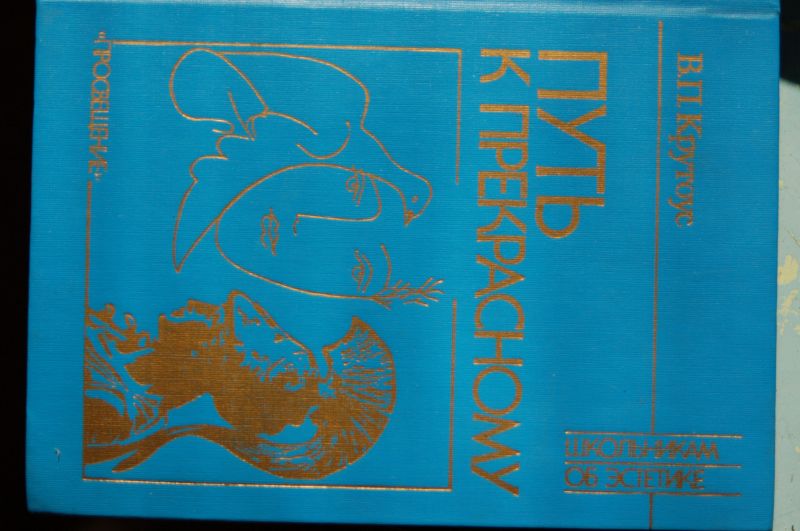 В.П.Крутоус
ШКОЛЬНИКАМ
ОБ ЭСТЕТИКЕ
ПУТЬ
К ПРЕКРАСНОМУ
«ПРОСВЕЩЕНИЕ»